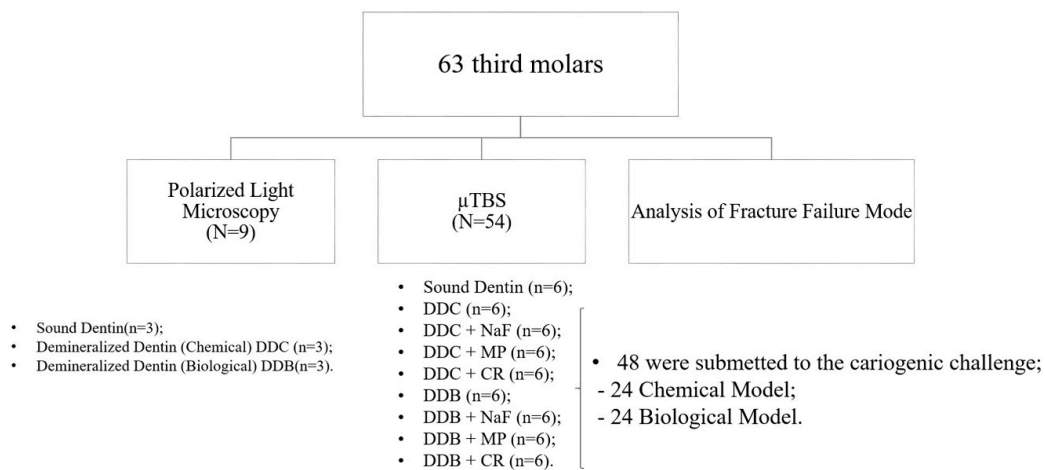 63 third molars
Polarized Light
Microscopy
(N=9)
µTBS
(N=54)
Analysis of Fracture Failure Mode
• Sound Dentin(n=3);
• Demineralized Dentin (Chemical) DDC (n=3);
• Demineralized Dentin (Biological) DDB(n=3).
• Sound Dentin (n=6);
• DDC (n=6);
• DDC + NaF (n=6);
• DDC + MP (n=6);
• DDC + CR (n=6);
• DDB (n=6);
• DDB + NaF (n=6);
• DDB + MP (n=6);
• DDB + CR (n=6).
• 48 were submetted to the cariogenic challenge;
- 24 Chemical Model;
- 24 Biological Model.